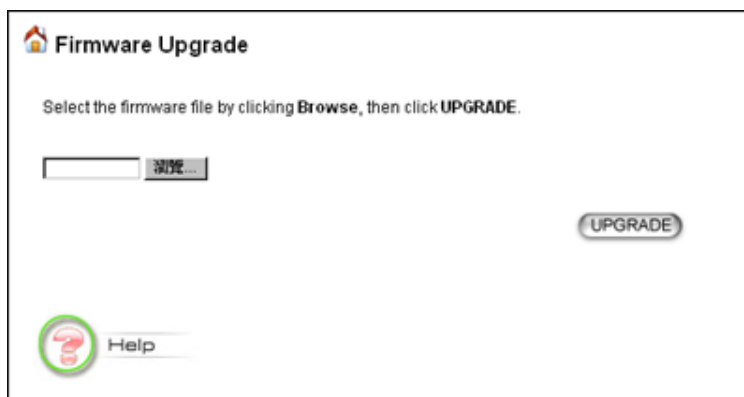 Firmware Upgrade
Select the firmware file by clicking Browse, then click UPGRADE.
瀏覽...
UPGRADE
Help